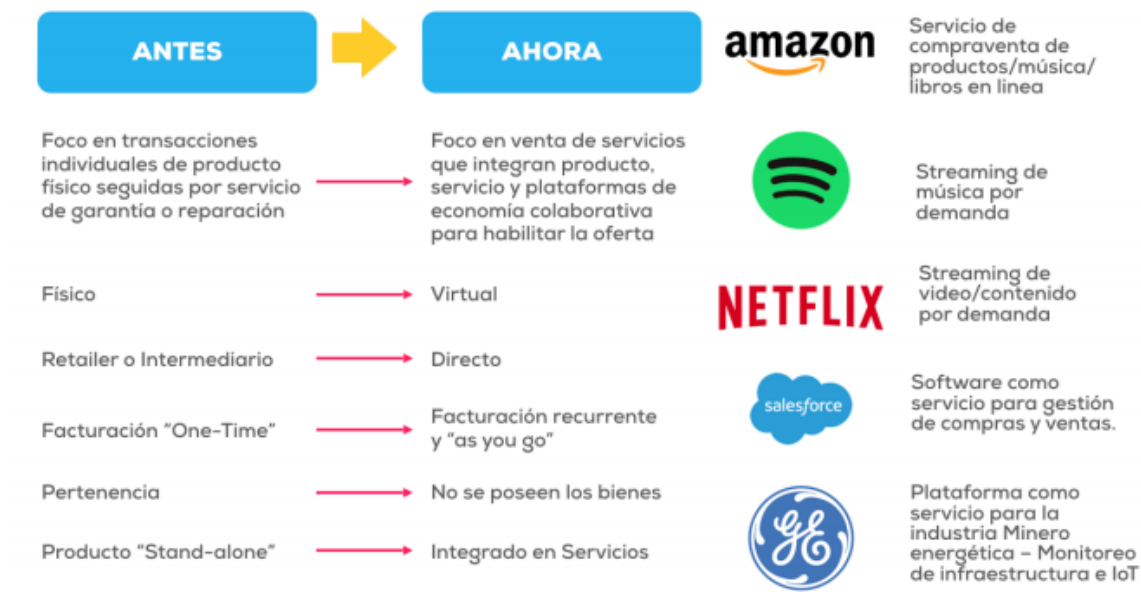 ANTES
AHORA
Foco en transacciones
individuales de producto
físico seguidas por servicio
de garantía o reparación
Foco en venta de servicios
que integran producto,
servicio y plataformas de
economía colaborativa
para habilitar la oferta
Físico
Virtual
Retailer o Intermediario
Directo
Facturación "One-Time"
Facturación recurrente
y "as you go"
Pertenencia
No se poseen los bienes
Producto "Stand-alone"
Integrado en Servicios
amazon
Servicio de
compraventa de
productos/música/
libros en linea
Streaming de
música por
demanda
NETFLIX
Streaming de
video/contenido
por demanda
salesforce
Software como
servicio para gestión
de compras y ventas.
GE
Plataforma como
servicio para la
industria Minero
energética – Monitoreo
de infraestructura e IoT